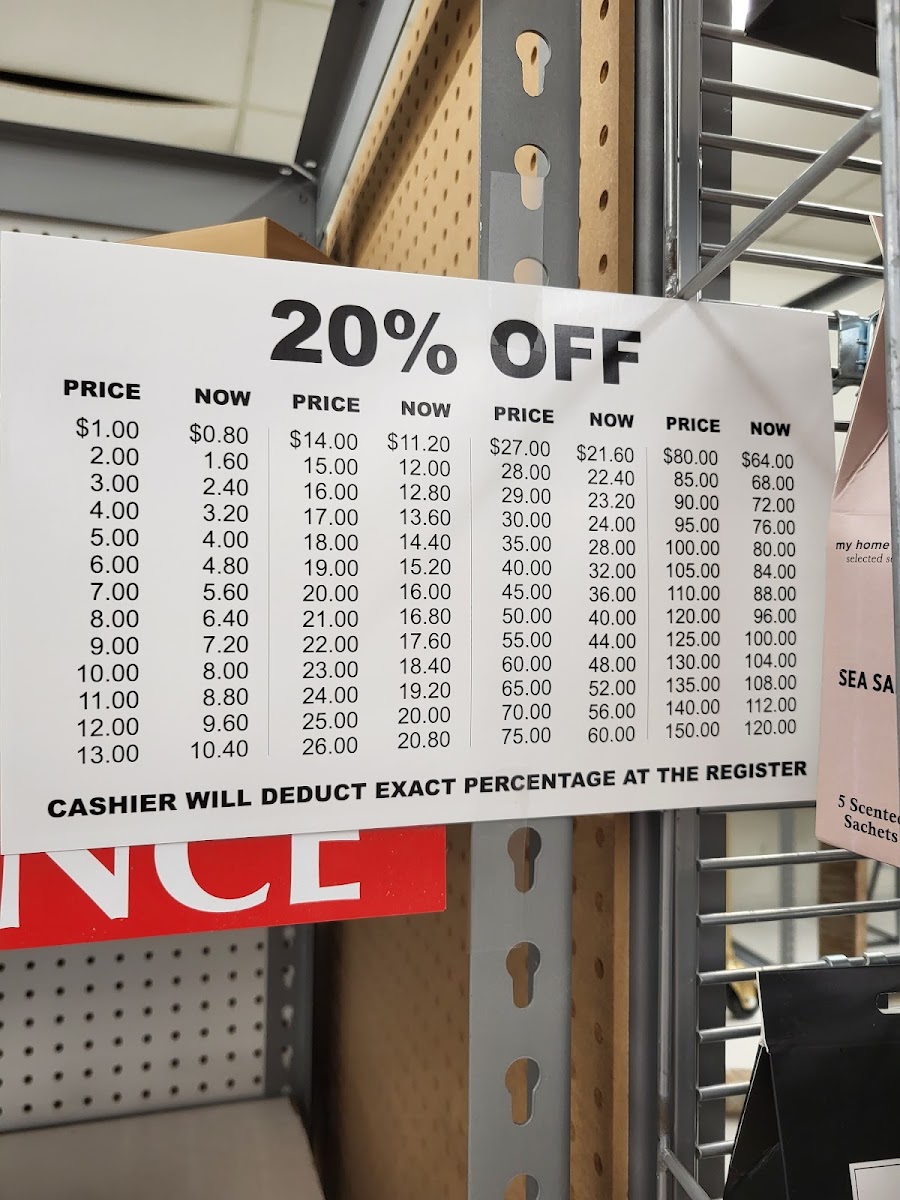 20% OFF
PRICE NOW PRICE NOW PRICE NOW PRICE NOW
$1.00 $0.80 $14.00 $11.20 $27.00 $21.60 $80.00 $64.00
2.00 1.60 15.00 12.00 28.00 22.40 85.00 68.00
3.00 2.40 16.00 12.80 29.00 23.20 90.00 72.00
4.00 3.20 17.00 13.60 30.00 24.00 95.00 76.00
5.00 4.00 18.00 14.40 35.00 28.00 100.00 80.00
6.00 4.80 19.00 15.20 40.00 32.00 105.00 84.00
7.00 5.60 20.00 16.00 45.00 36.00 110.00 88.00
8.00 6.40 21.00 16.80 50.00 40.00 120.00 96.00
9.00 7.20 22.00 17.60 55.00 44.00 125.00 100.00
10.00 8.00 23.00 18.40 60.00 48.00 130.00 104.00
11.00 8.80 24.00 19.20 65.00 52.00 135.00 108.00
12.00 9.60 25.00 20.00 70.00 56.00 140.00 112.00
13.00 10.40 26.00 20.80 75.00 60.00 150.00 120.00
CASHIER WILL DEDUCT EXACT PERCENTAGE AT THE REGISTER
NCE
my home
selected
SEA SA
5 Scented
Sachets